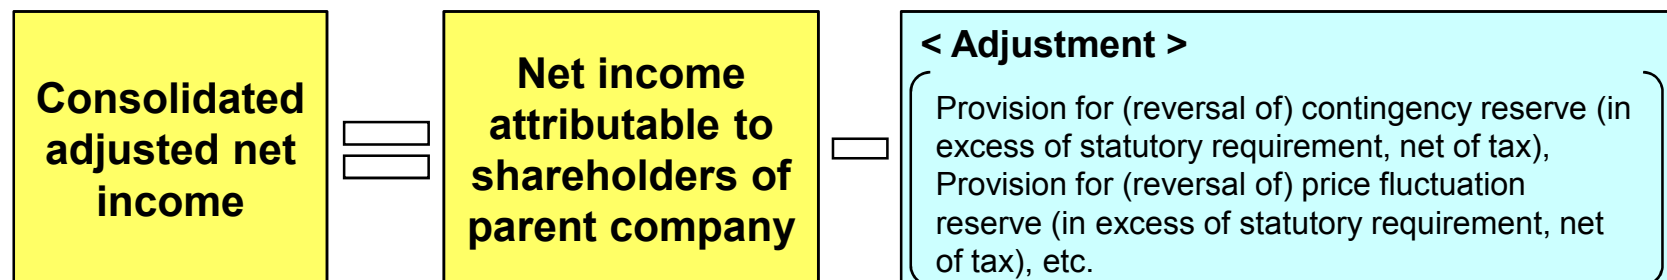 Consolidated
adjusted net
income
Net income
attributable to
shareholders of
parent company
< Adjustment >
Provision for (reversal of) contingency reserve (in
excess of statutory requirement, net of tax),
Provision for (reversal of) price fluctuation
reserve (in excess of statutory requirement, net
of tax), etc.